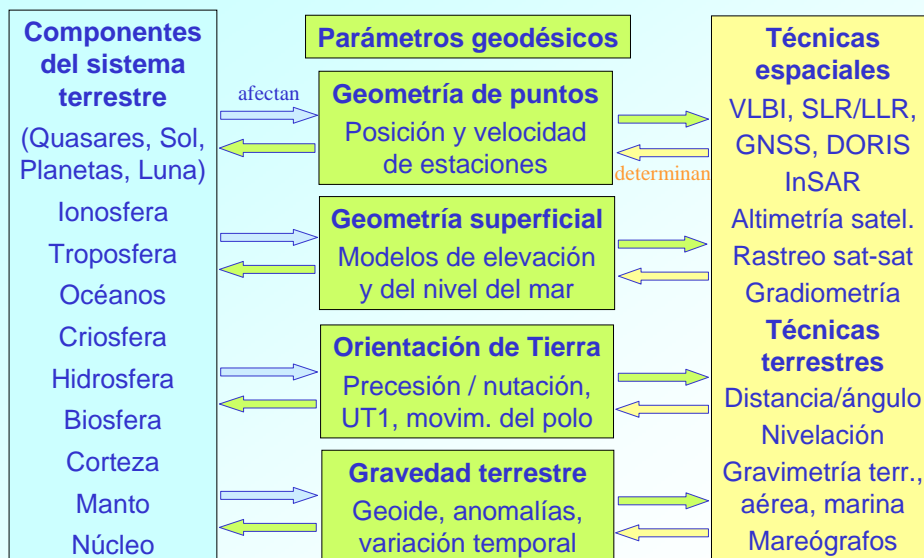 Componentes
del sistema
terrestre
(Quasares, Sol,
Planetas, Luna)
Ionosfera
Troposfera
Océanos
Criosfera
Hidrosfera
Biosfera
Corteza
Manto
Núcleo
afectan
Parámetros geodésicos
Geometría de puntos
Posición y velocidad
de estaciones
Geometría superficial
Modelos de elevación
y del nivel del mar
Orientación de Tierra
Precesión / nutación,
UT1, movim. del polo
Gravedad terrestre
Geoide, anomalías,
variación temporal
determinan
Técnicas
espaciales
VLBI, SLR/LLR,
GNSS, DORIS
InSAR
Altimetría satel.
Rastreo sat-sat
Gradiometría
Técnicas
terrestres
Distancia/ángulo
Nivelación
Gravimetría terr.,
aérea, marina
Mareógrafos